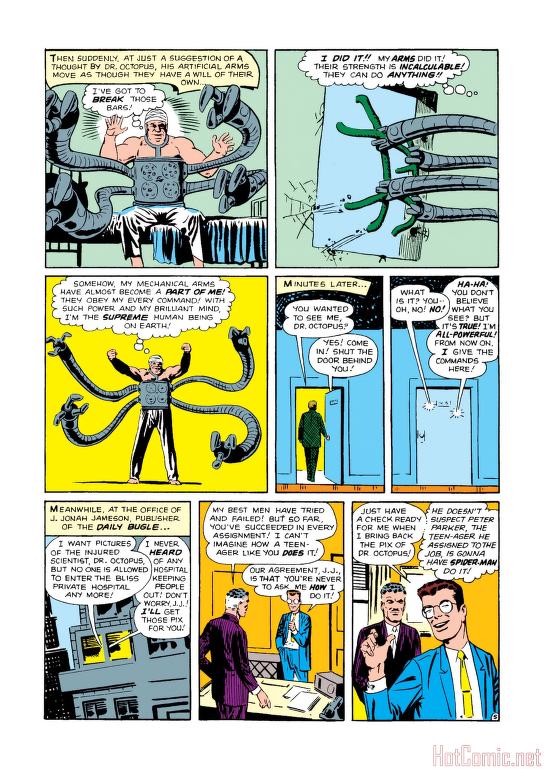 THEN SUDDENLY, AT JUST A SUGGESTION OF A
THOUGHT BY DR. OCTOPUS, HIS ARTIFICIAL ARMS
MOVE AS THOUGH THEY HAVE A WILL OF THEIR
OWN...
I'VE GOT TO
BREAK THOSE
BARS!
I DID IT!! MY ARMS DID IT!
THEIR STRENGTH IS INCALCULABLE!
THEY CAN DO ANYTHING!!
SOMEHOW, MY MECHANICAL ARMS
HAVE ALMOST BECOME A PART OF ME!
THEY OBEY MY EVERY COMMAND! WITH
SUCH POWER AND MY BRILLIANT MIND,
I'M THE SUPREME HUMAN BEING
ON EARTH!
MINUTES LATER...
YOU WANTED
TO SEE ME,
DR. OCTOPUS?
YES! COME
IN! SHUT THE
DOOR BEHIND
YOU!
WHAT
IS IT? YOU--
OH, NO! NO!
HA-HA!
YOU DON'T
BELIEVE
WHAT YOU
SEE? BUT
IT'S TRUE! I'M
ALL-POWERFUL!
FROM NOW ON,
I GIVE THE
COMMANDS
HERE!
MEANWHILE, AT THE OFFICE OF
J. JONAH JAMESON, PUBLISHER
OF THE DAILY BUGLE...
I WANT PICTURES
OF THE INJURED
SCIENTIST, DR. OCTOPUS,
BUT NO ONE IS ALLOWED
TO ENTER THE BLISS
PRIVATE HOSPITAL
ANY MORE!
I NEVER
HEARD
OF ANY
HOSPITAL
KEEPING
PEOPLE
OUT! DON'T
WORRY, J.J.!
I'LL GET
THOSE PIX
FOR YOU!
MY BEST MEN HAVE TRIED
AND FAILED! BUT SO FAR,
YOU'VE SUCCEEDED IN EVERY
ASSIGNMENT! I CAN'T
IMAGINE HOW A TEEN-
AGER LIKE YOU DOES IT!
OUR AGREEMENT, J.J.,
IS THAT YOU'RE NEVER
TO ASK ME HOW I
DO IT!
JUST HAVE
A CHECK READY
FOR ME WHEN
I BRING BACK
THE PIX OF
DR. OCTOPUS!
HE DOESN'T
SUSPECT PETER
PARKER, THE
TEEN-AGER HE
ASSIGNED TO THE
JOB, IS GONNA
HAVE SPIDER-MAN
DO IT!
5
HotComic.net